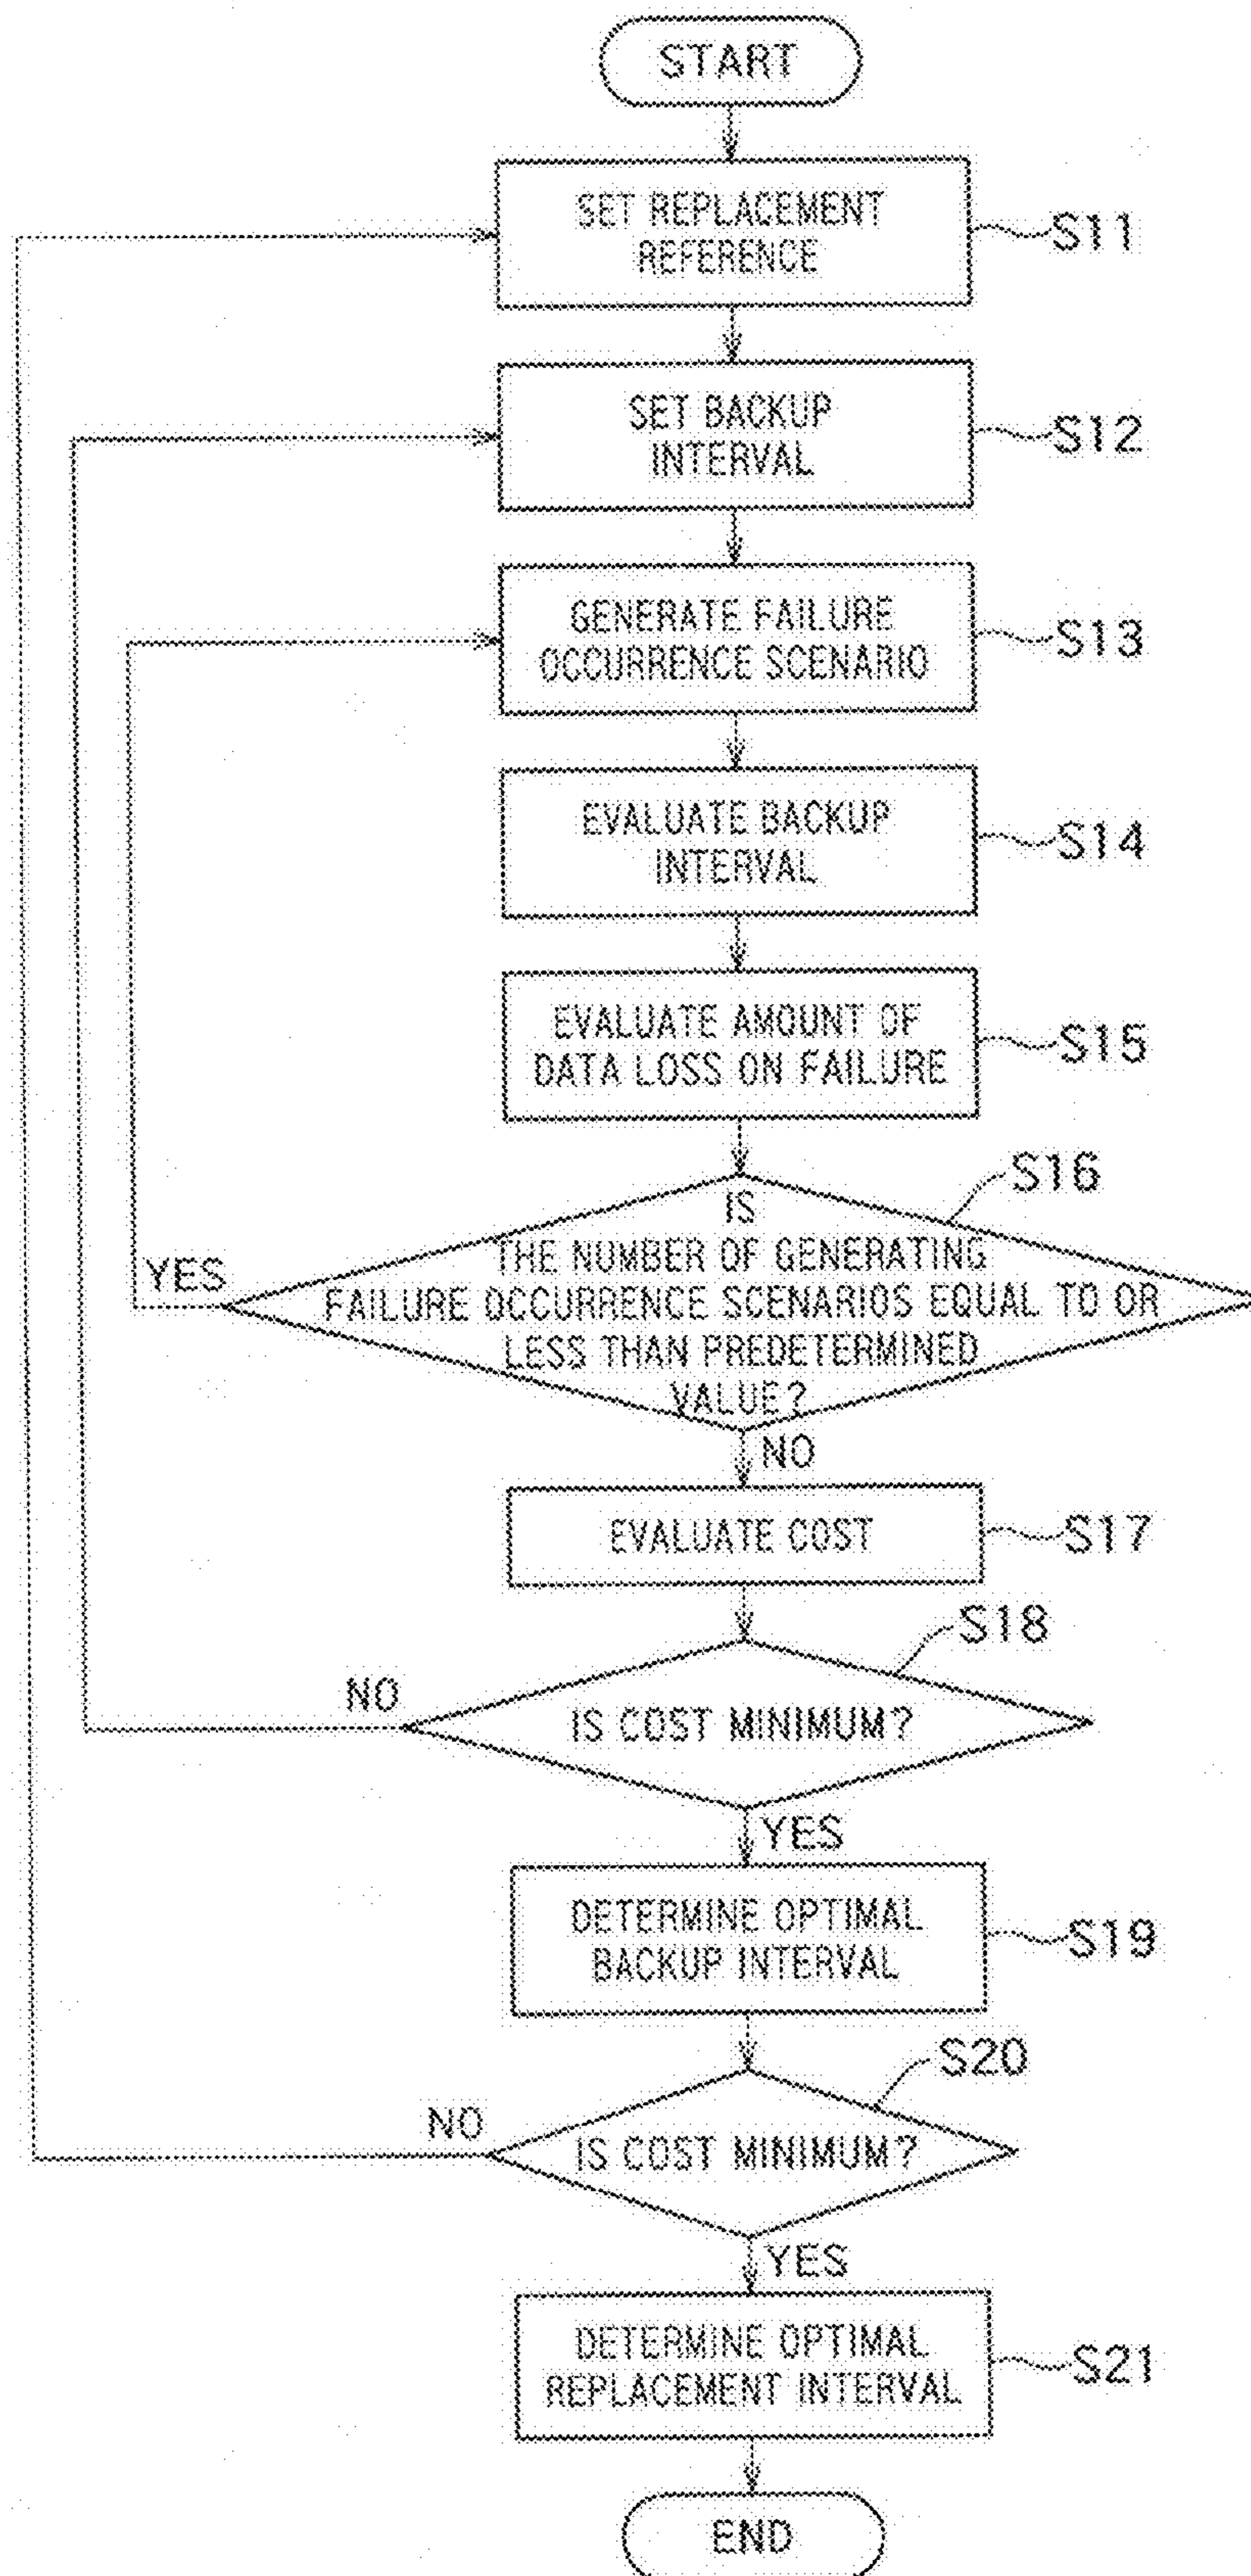 START
SET REPLACEMENT
REFERENCE
S11
SET BACKUP
INTERVAL
S12
GENERATE FAILURE
OCCURRENCE SCENARIO
S13
EVALUATE BACKUP
INTERVAL
S14
EVALUATE AMOUNT OF
DATA LOSS ON FAILURE
S15
S16
IS
THE NUMBER OF GENERATING
FAILURE OCCURRENCE SCENARIOS EQUAL TO OR
LESS THAN PREDETERMINED
VALUE?
YES
NO
EVALUATE COST
S17
S18
NO
IS COST MINIMUM?
YES
DETERMINE OPTIMAL
BACKUP INTERVAL
S19
S20
NO
IS COST MINIMUM?
YES
DETERMINE OPTIMAL
REPLACEMENT INTERVAL
S21
END